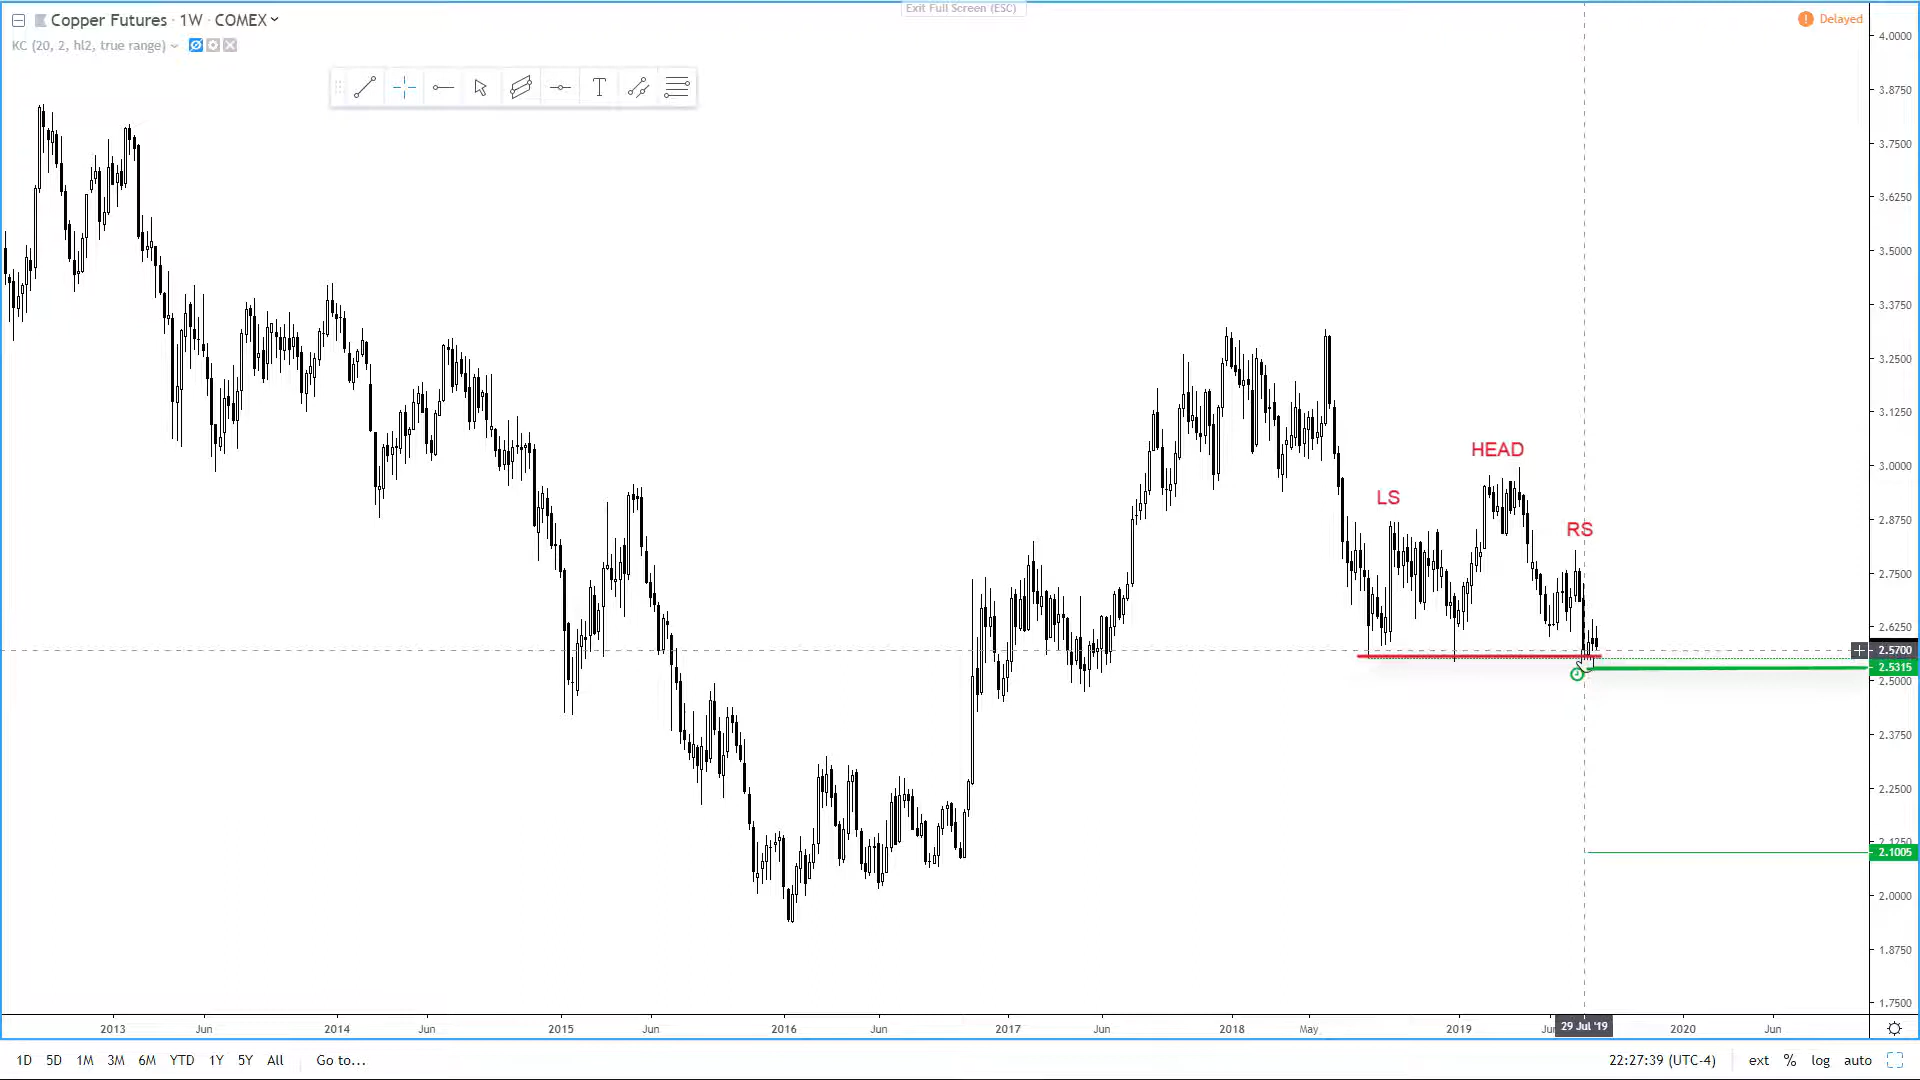 Exit Full Screen (ESC)
Copper Futures · 1W · COMEX
Delayed
KC (20, 2, hl2, true range)
T
4.0000
3.8750
3.7500
3.6250
3.5000
3.3750
3.2500
3.1250
3.0000
2.8750
2.7500
2.6250
2.5700
2.5315
2.5000
2.3750
2.2500
2.1250
2.1005
2.0000
1.8750
1.7500
HEAD
LS
RS
2013 Jun 2014 Jun 2015 Jun 2016 Jun 2017 Jun 2018 May 2019 29 Jul '19 2020 Jun
1D 5D 1M 3M 6M YTD 1Y 5Y All Go to... 22:27:39 (UTC-4) ext % log auto